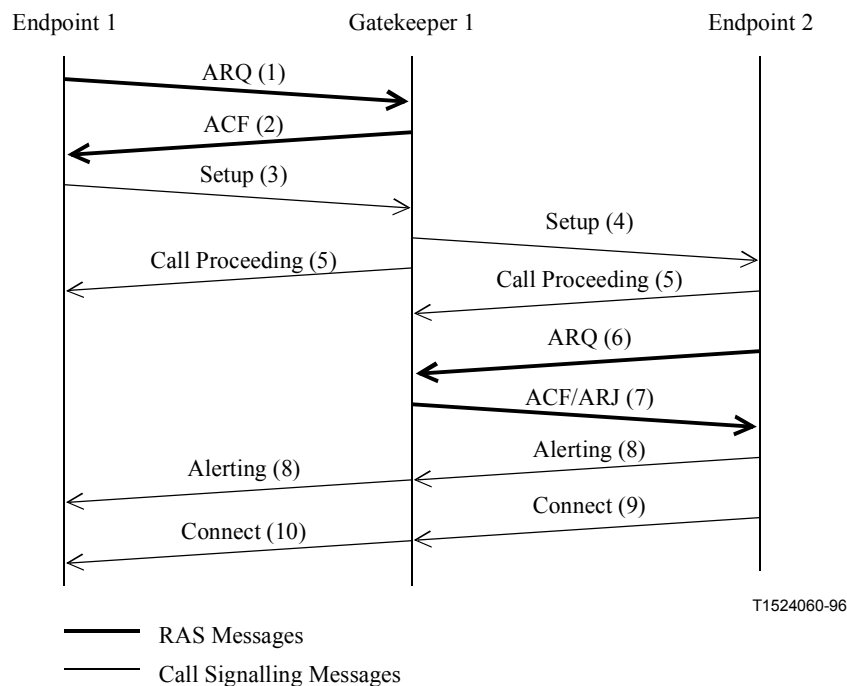 Endpoint 1 Gatekeeper 1 Endpoint 2
ARQ (1)
ACF (2)
Setup (3)
Setup (4)
Call Proceeding (5)
Call Proceeding (5)
ARQ (6)
ACF/ARJ (7)
Alerting (8)
Alerting (8)
Connect (9)
Connect (10)
T1524060-96
RAS Messages
Call Signalling Messages